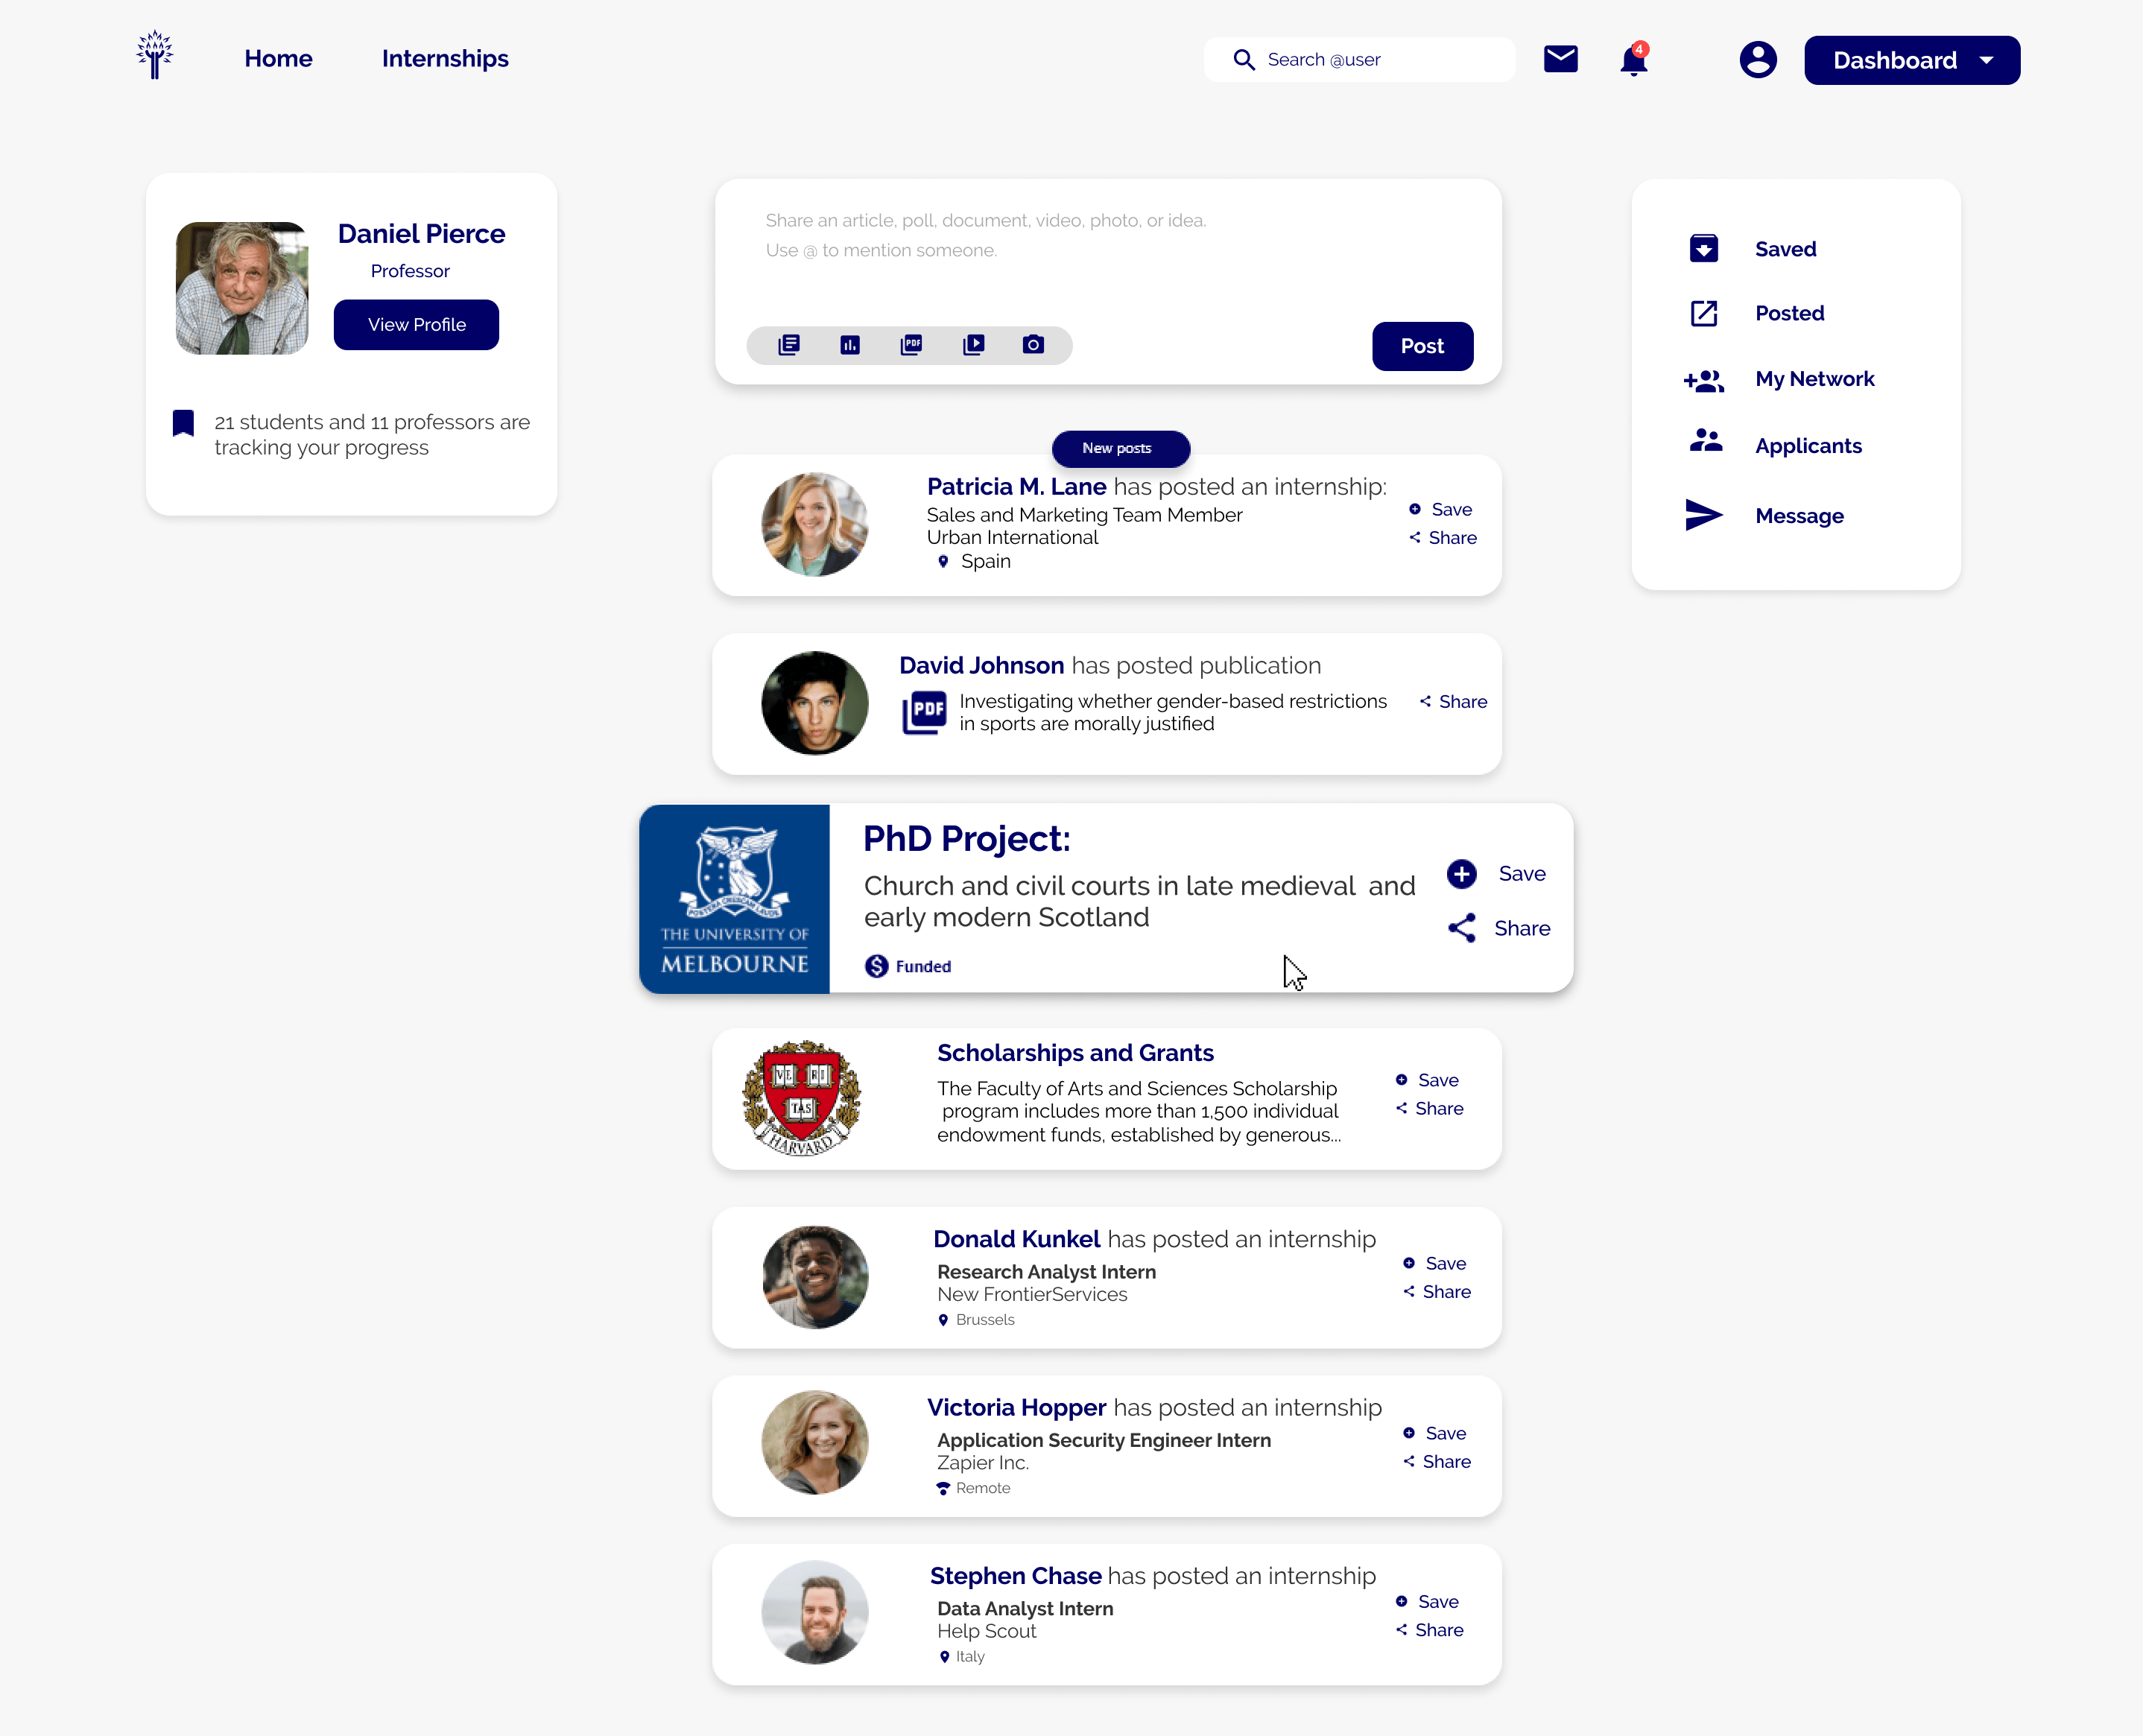 Home
Internships
Search @user
4
Dashboard
Daniel Pierce
Professor
View Profile
21 students and 11 professors are
tracking your progress
Share an article, poll, document, video, photo, or idea.
Use @ to mention someone.
PDF
Post
Saved
Posted
My Network
Applicants
Message
New posts
Patricia M. Lane has posted an internship:
Sales and Marketing Team Member
Urban International
Spain
Save
Share
David Johnson has posted publication
PDF
Investigating whether gender-based restrictions
in sports are morally justified
Share
POSTERA CRESCAM LAUDE
THE UNIVERSITY OF
MELBOURNE
PhD Project:
Church and civil courts in late medieval and
early modern Scotland
$ Funded
Save
Share
VE RI
TAS
HARVARD
Scholarships and Grants
The Faculty of Arts and Sciences Scholarship
program includes more than 1,500 individual
endowment funds, established by generous...
Save
Share
Donald Kunkel has posted an internship
Research Analyst Intern
New FrontierServices
Brussels
Save
Share
Victoria Hopper has posted an internship
Application Security Engineer Intern
Zapier Inc.
Remote
Save
Share
Stephen Chase has posted an internship
Data Analyst Intern
Help Scout
Italy
Save
Share